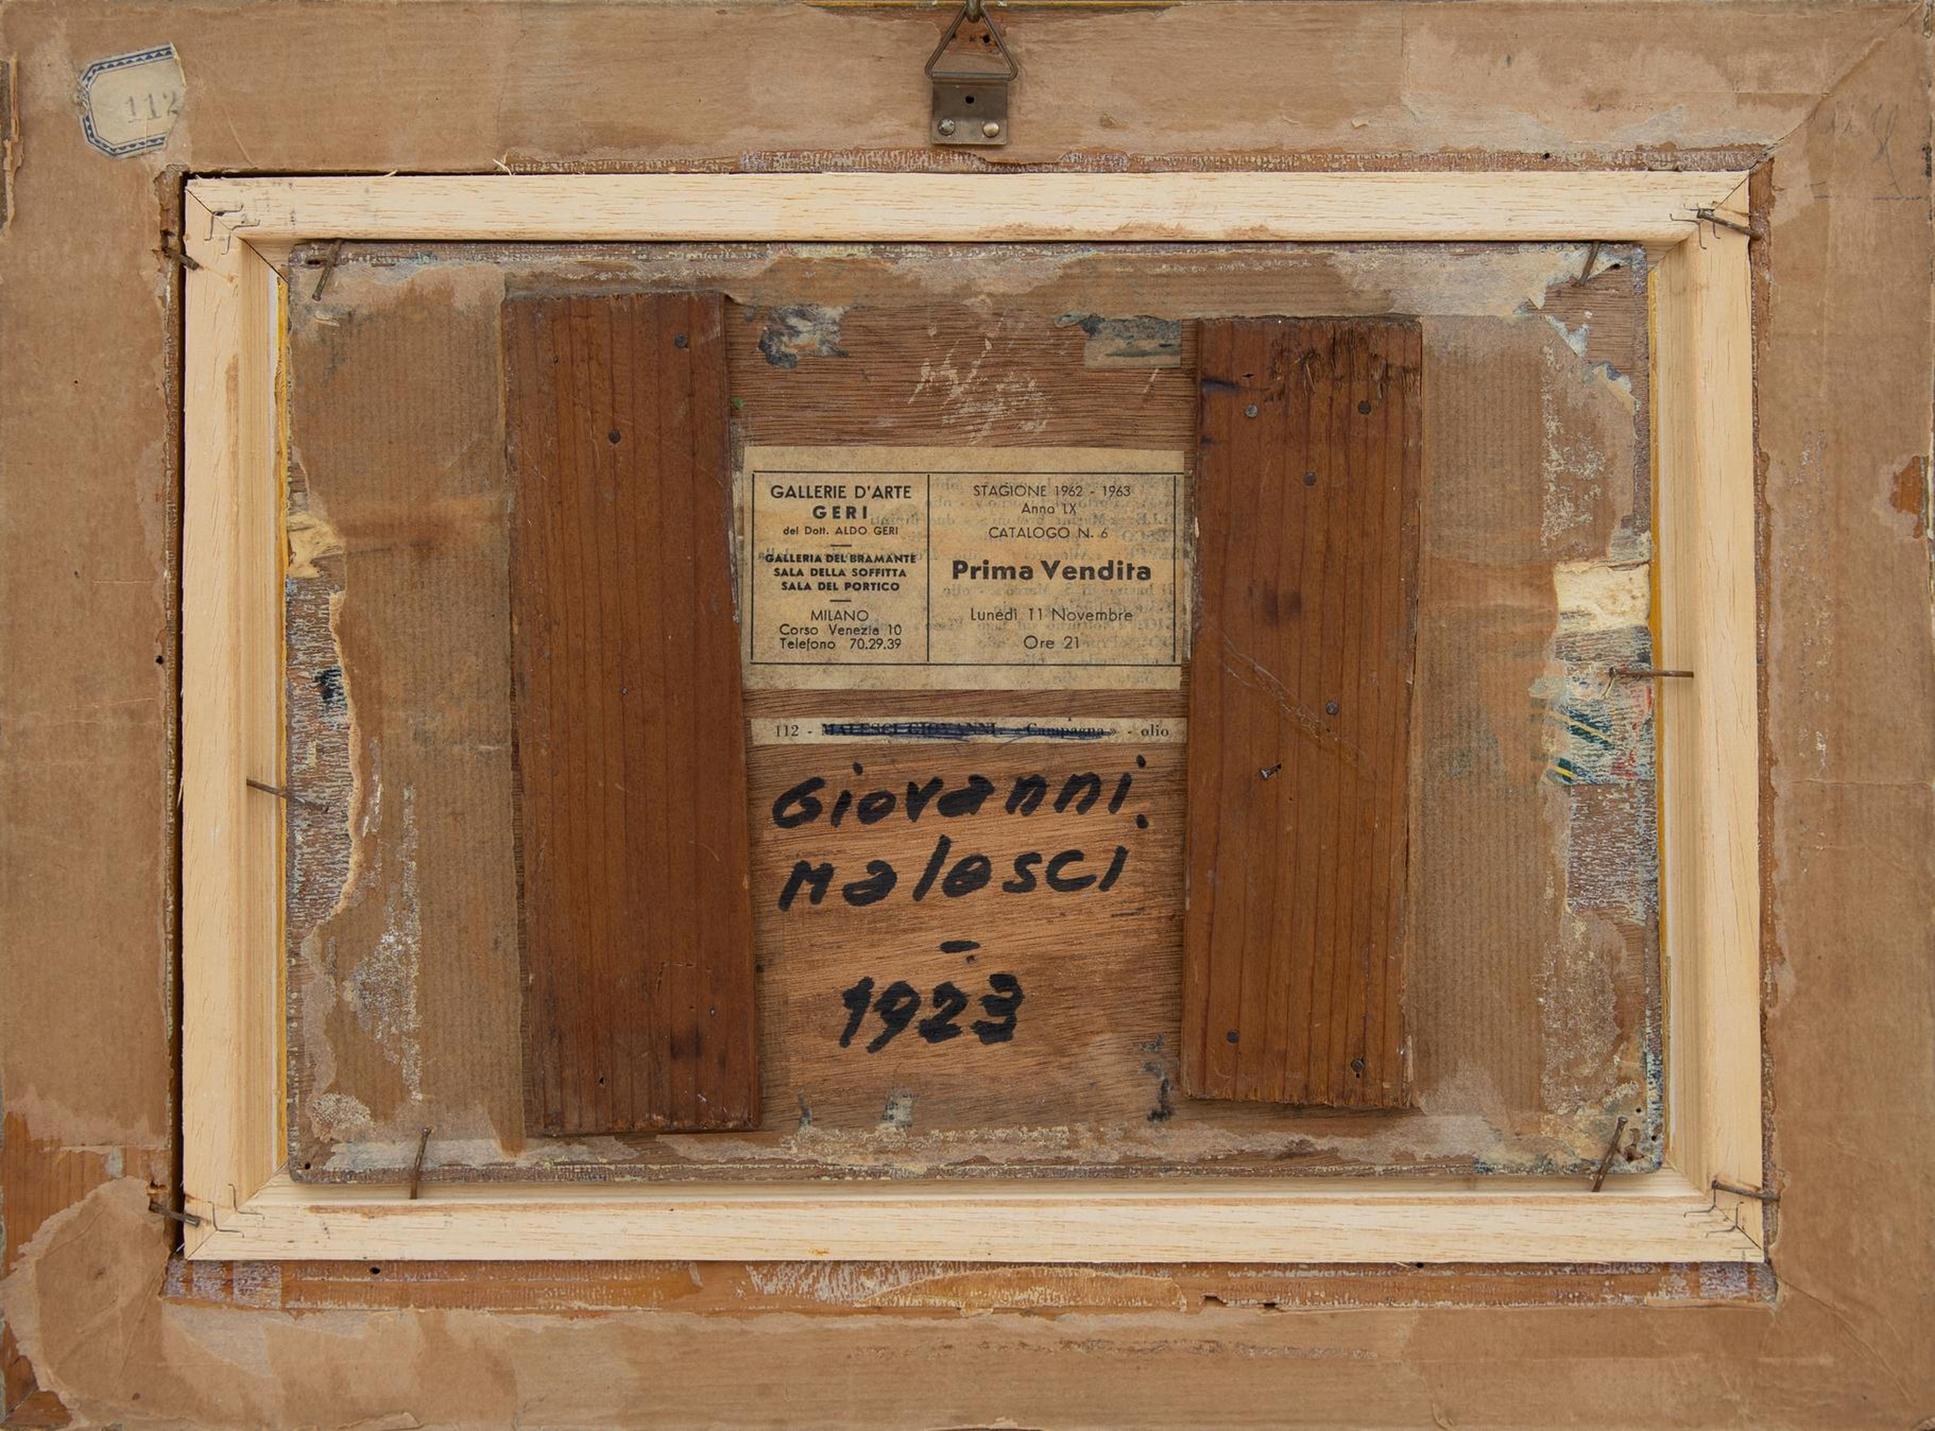 112
GALLERIE D'ARTE
GERI
del Dott. ALDO GERI
GALLERIA DEL BRAMANTE
SALA DELLA SOFFITTA
SALA DEL PORTICO
MILANO
Corso Venezia 10
Telefono 70.29.39
STAGIONE 1962 - 1963
Anno LX
CATALOGO N. 6
Prima Vendita
Lunedì 11 Novembre
Ore 21
112 - MALESCI GIOVANNI: «Campagna» - olio
Giovanni
Malesci
-
1923